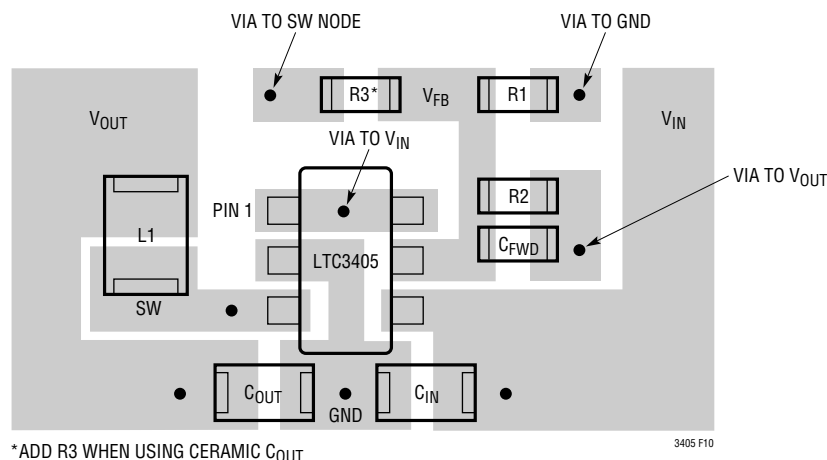 VIA TO SW NODE
VIA TO GND
R3*
VFB
R1
VOUT
VIN
VIA TO VIN
VIA TO VOUT
PIN 1
R2
L1
LTC3405
CFWD
SW
COUT
CIN
GND
*ADD R3 WHEN USING CERAMIC COUT
3405 F10